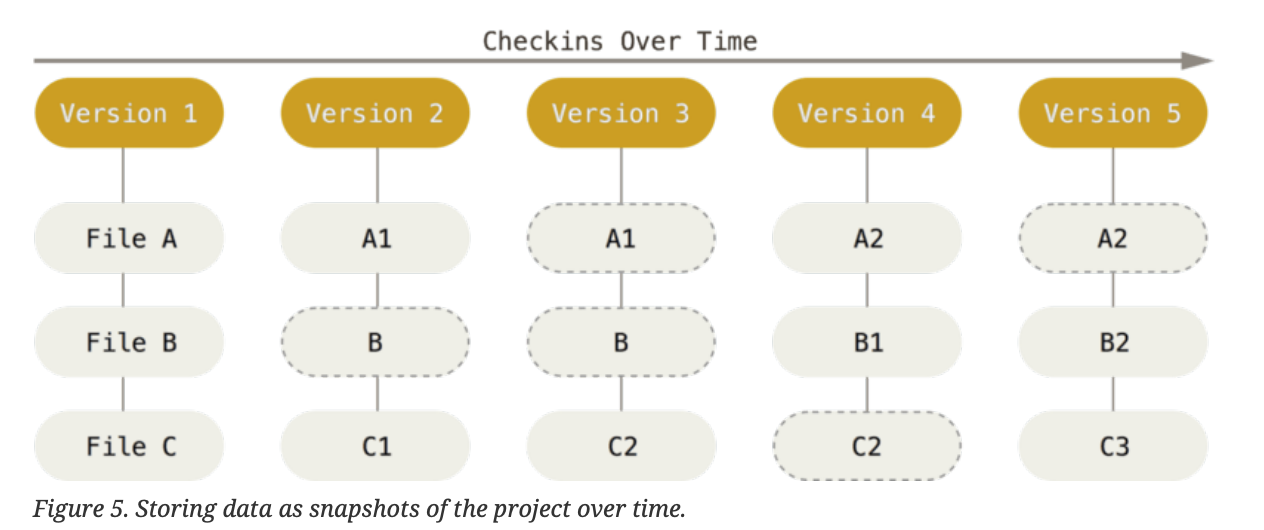 Checkins Over Time
Version 1 Version 2 Version 3 Version 4 Version 5
File A A1 A1 A2 A2
File B B B B1 B2
File C C1 C2 C2 C3
Figure 5. Storing data as snapshots of the project over time.